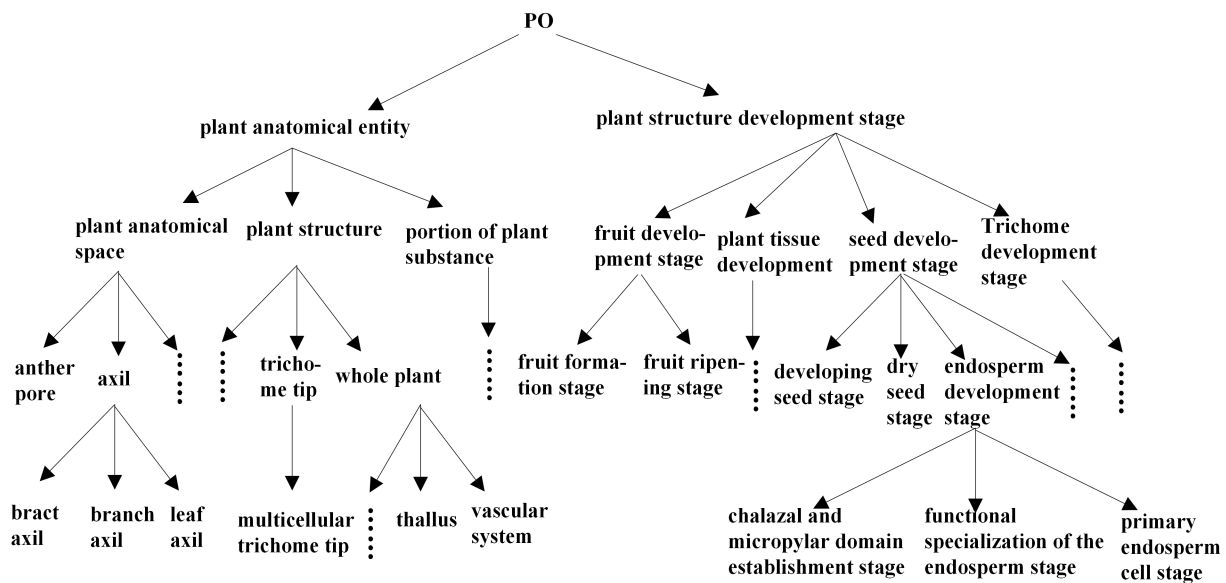 PO
plant anatomical entity
plant structure development stage
plant anatomical
space
plant structure
portion of plant
substance
fruit develo-
pment stage
plant tissue
development
seed develo-
pment stage
Trichome
development
stage
anther
pore
axil
tricho-
me tip
whole plant
fruit forma-
tion stage
fruit ripen-
ing stage
developing
seed stage
dry
seed
stage
endosperm
development
stage
bract
axil
branch
axil
leaf
axil
multicellular
trichome tip
thallus
vascular
system
chalazal and
micropylar domain
establishment stage
functional
specialization of the
endosperm stage
primary
endosperm
cell stage